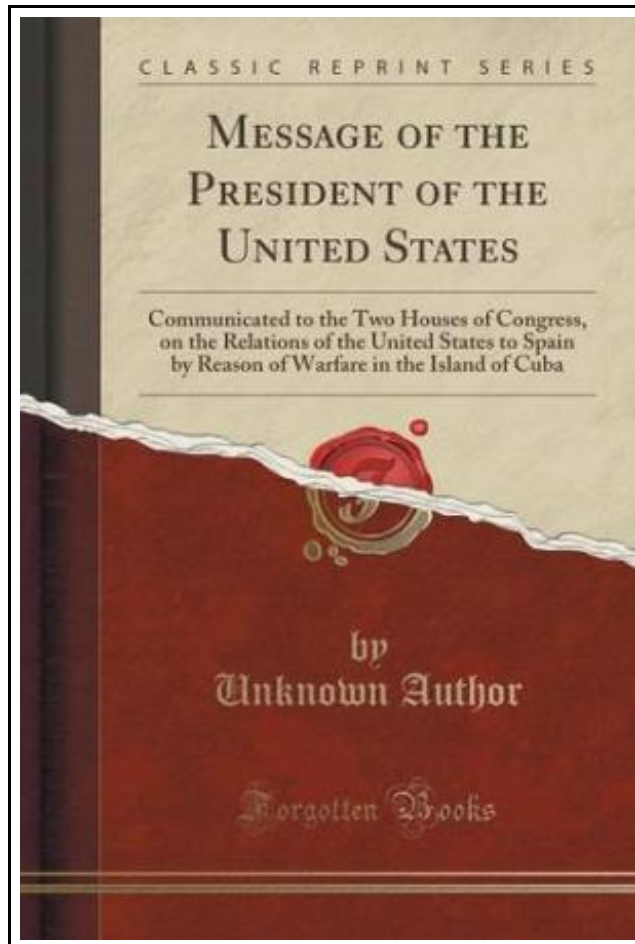 CLASSIC REPRINT SERIES
MESSAGE OF THE
PRESIDENT OF THE
UNITED STATES
Communicated to the Two Houses of Congress,
on the Relations of the United States to Spain
by Reason of Warfare in the Island of Cuba
F
by
Unknown Author
Forgotten Books